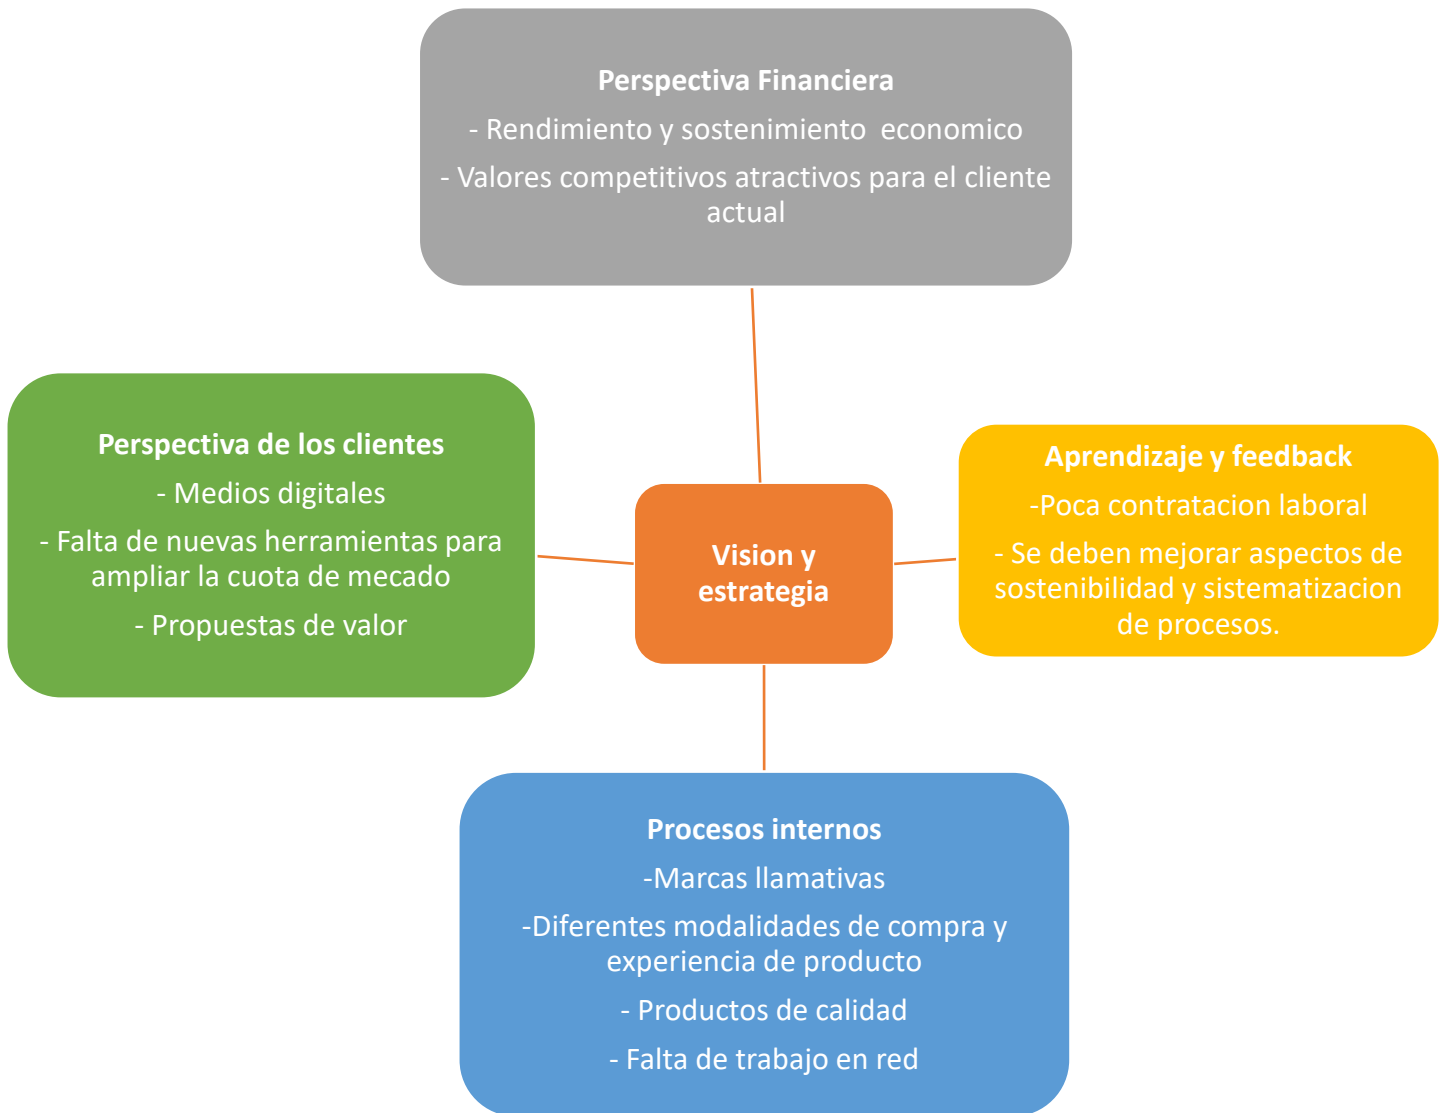 Perspectiva Financiera
- Rendimiento y sostenimiento  economico
- Valores competitivos atractivos para el cliente
actual
Perspectiva de los clientes
- Medios digitales
- Falta de nuevas herramientas para
ampliar la cuota de mecado
- Propuestas de valor
Vision y
estrategia
Aprendizaje y feedback
-Poca contratacion laboral
- Se deben mejorar aspectos de
sostenibilidad y sistematizacion
de procesos.
Procesos internos
-Marcas llamativas
-Diferentes modalidades de compra y
experiencia de producto
- Productos de calidad
- Falta de trabajo en red